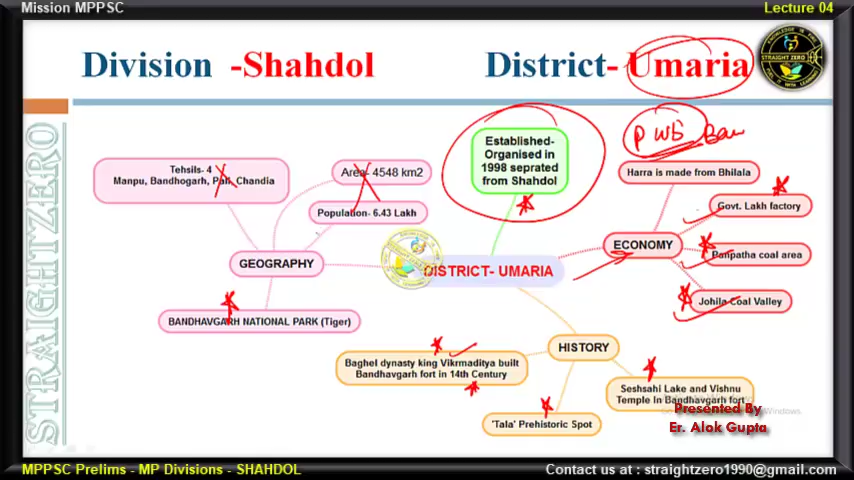 Mission MPPSC
Lecture 04
Division -Shahdol
District- Umaria
STRAIGHT ZERO
P WB
Tehsils- 4
Manpu, Bandhogarh, Pali, Chandia
Area- 4548 km2
Population- 6.43 Lakh
GEOGRAPHY
BANDHAVGARH NATIONAL PARK (Tiger)
Established-
Organised in
1998 seprated
from Shahdol
DISTRICT- UMARIA
Harra is made from Bhilala
Govt. Lakh factory
ECONOMY
Panpatha coal area
Johila Coal Valley
HISTORY
Baghel dynasty king Vikrmaditya built
Bandhavgarh fort in 14th Century
'Tala' Prehistoric Spot
Seshsahi Lake and Vishnu
Temple In Bandhavgarh fort
Presented By
Er. Alok Gupta
STRAIGHTZERO
MPPSC Prelims - MP Divisions - SHAHDOL
Contact us at : straightzero1990@gmail.com